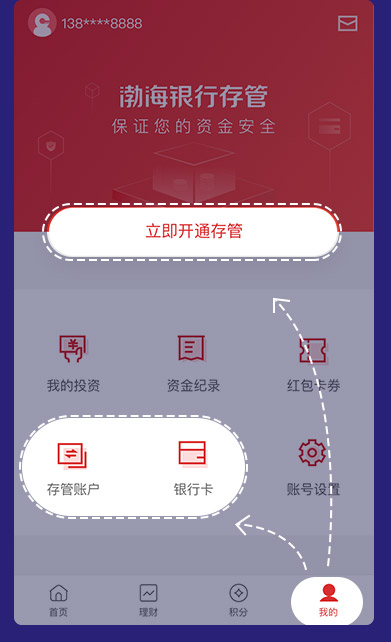 138****8888
渤海银行存管
保证您的资金安全
立即开通存管
我的投资
资金纪录
红包卡券
存管账户
银行卡
账号设置
首页
理财
积分
我的